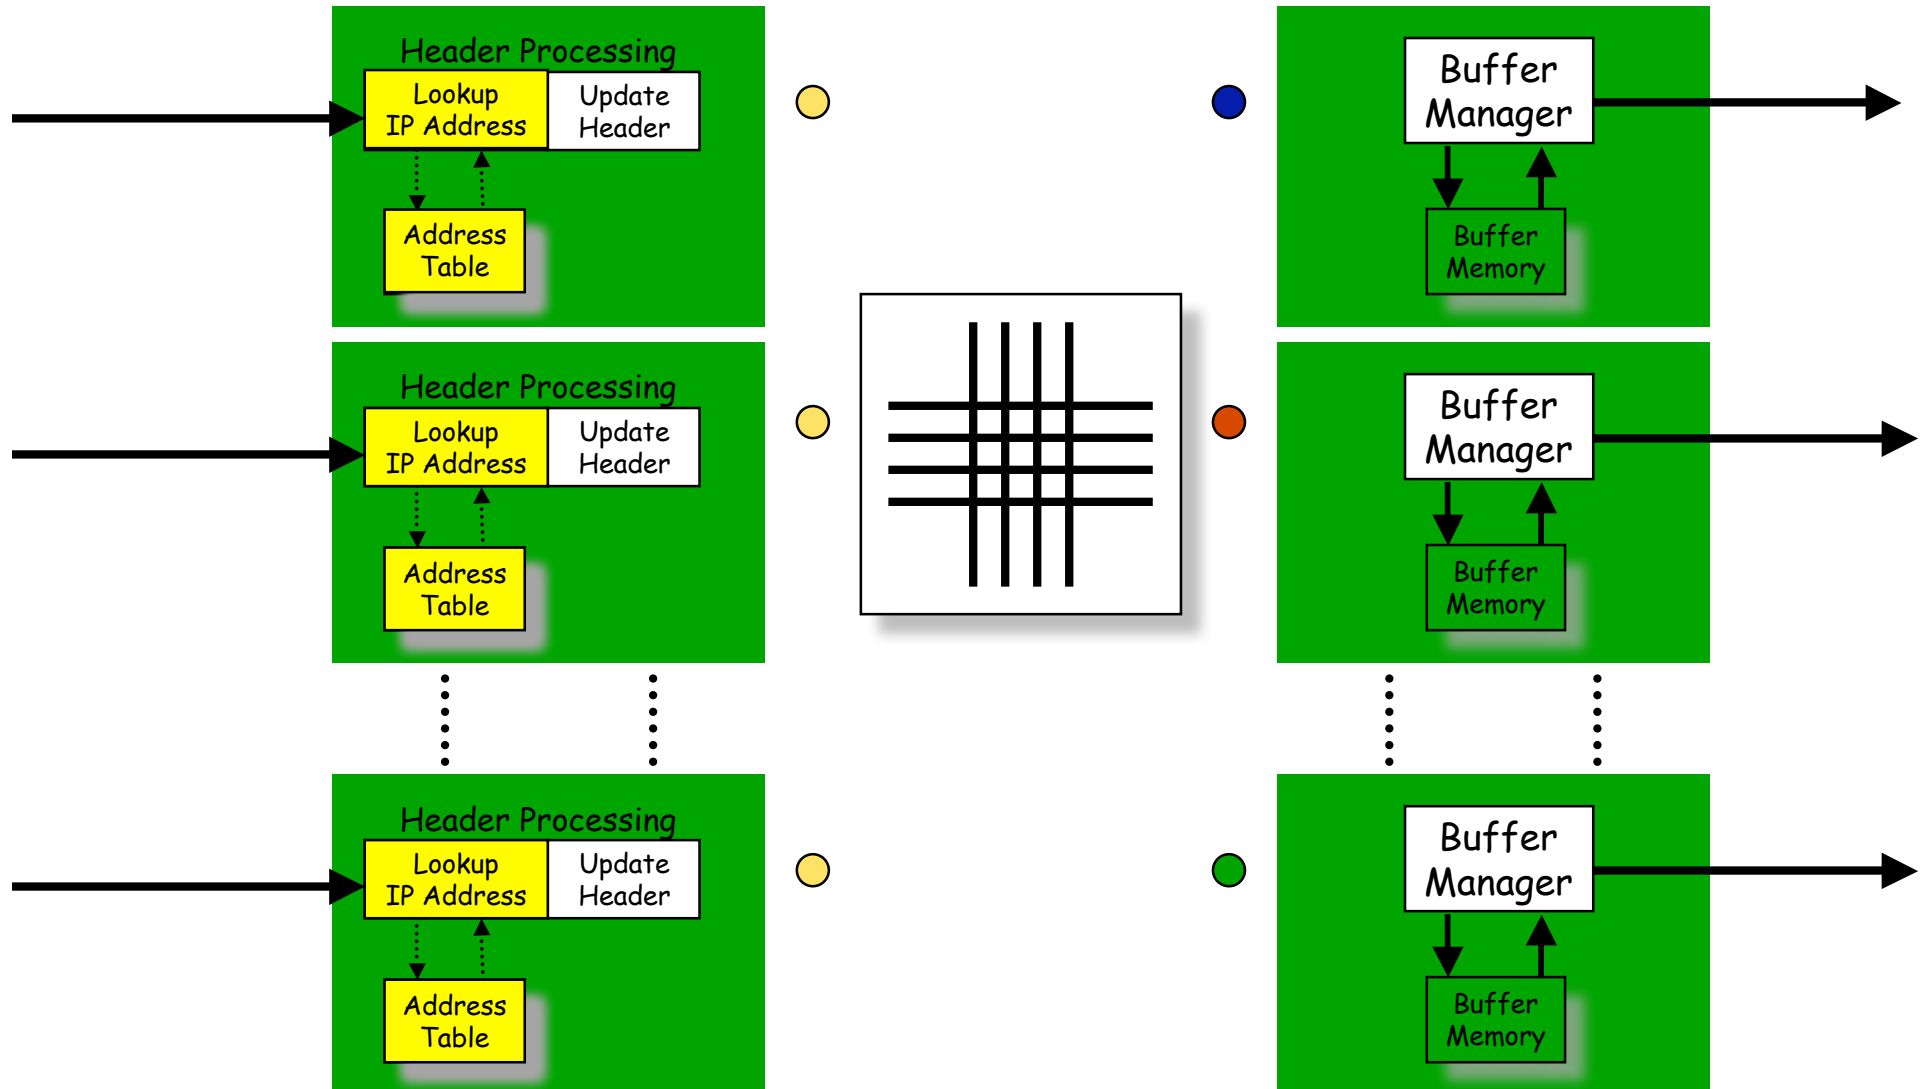 Header Processing
Lookup
IP Address
Update
Header
Address
Table
Buffer
Manager
Buffer
Memory
Header Processing
Lookup
IP Address
Update
Header
Address
Table
Buffer
Manager
Buffer
Memory
Header Processing
Lookup
IP Address
Update
Header
Address
Table
Buffer
Manager
Buffer
Memory